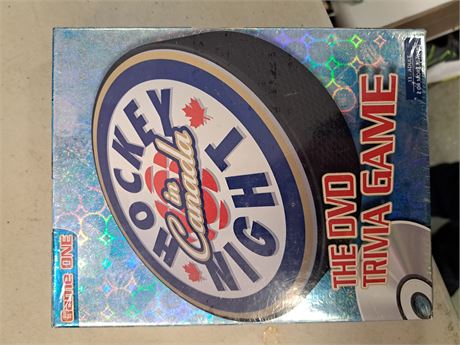 HOCKEY
in
Canada
NIGHT
THE DVD
TRIVIA GAME
Game ONE